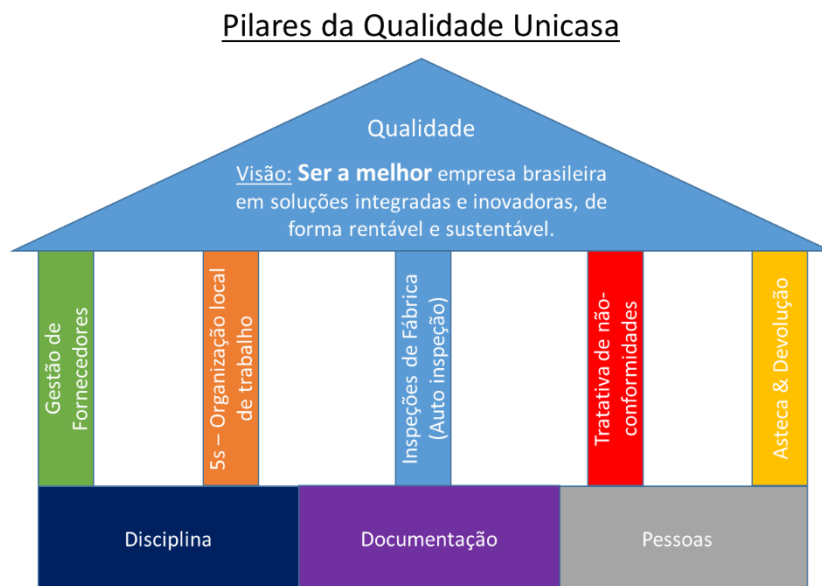 Pilares da Qualidade Unicasa
Qualidade
Visão: Ser a melhor empresa brasileira
em soluções integradas e inovadoras, de
forma rentável e sustentável.
Gestão de
Fornecedores
5s – Organização local
de trabalho
Inspeções de Fábrica
(Auto inspeção)
Tratativa de não-
conformidades
Asteca & Devolução
Disciplina
Documentação
Pessoas